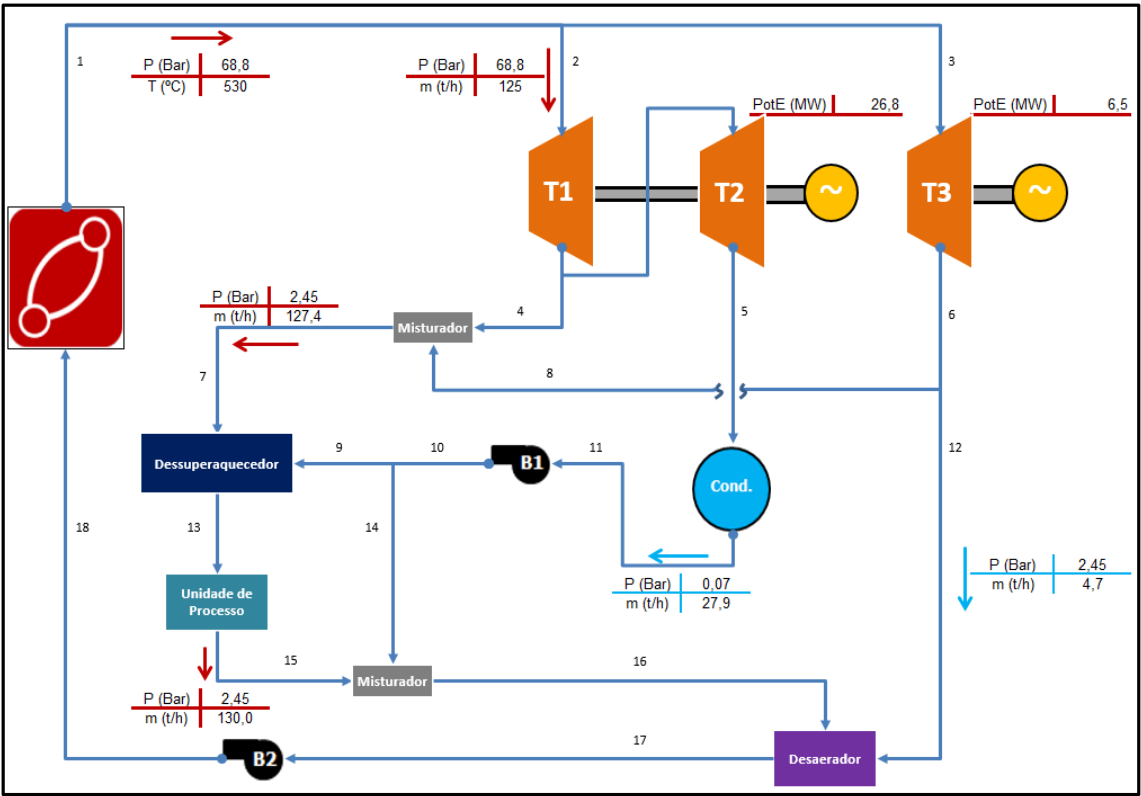 1
P (Bar) 68,8
T (ºC) 530
P (Bar) 68,8
m (t/h) 125
2
3
PotE (MW) 26,8
PotE (MW) 6,5
T1
T2
~
T3
~
P (Bar) 2,45
m (t/h) 127,4
Misturador
4
5
6
7
8
Dessuperaquecedor
9
10
B1
11
Cond.
12
18
13
14
P (Bar) 0,07
m (t/h) 27,9
P (Bar) 2,45
m (t/h) 4,7
Unidade de
Processo
15
Misturador
16
P (Bar) 2,45
m (t/h) 130,0
B2
17
Desaerador